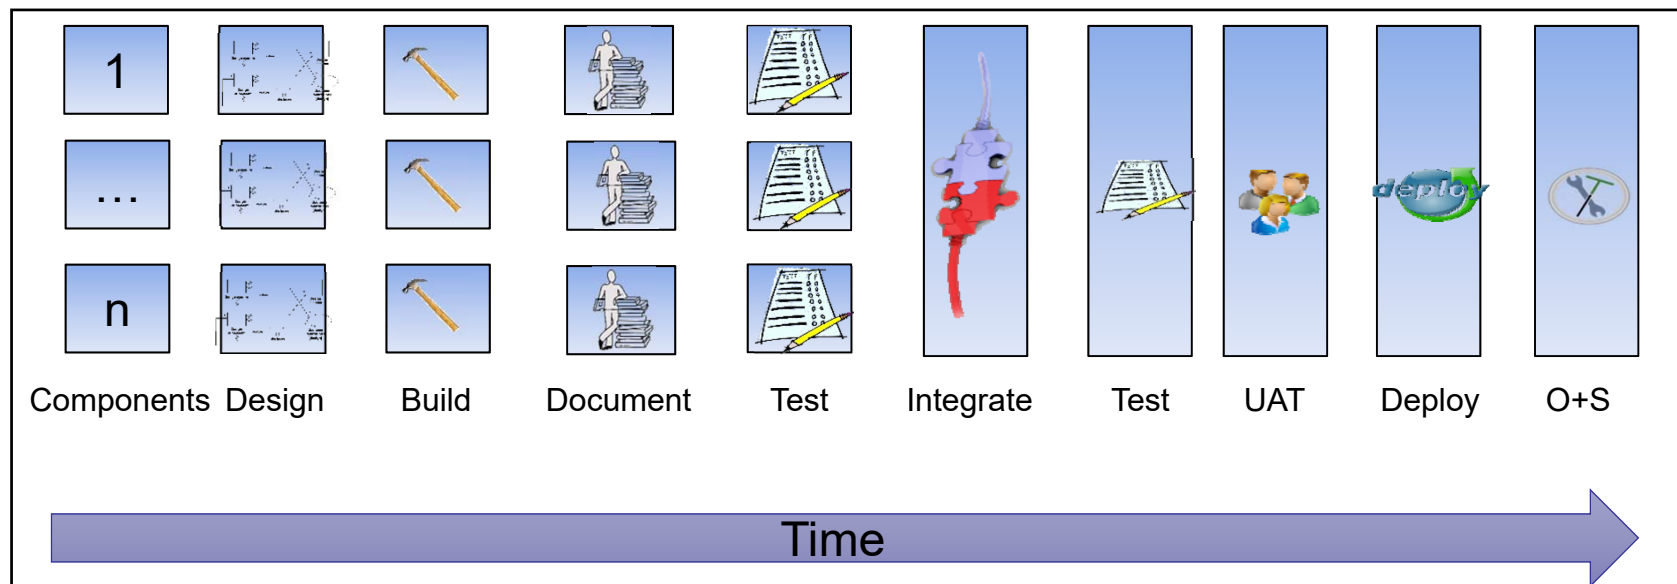 1
...
n
Components Design Build Document Test Integrate Test UAT Deploy O+S
deploy
Time